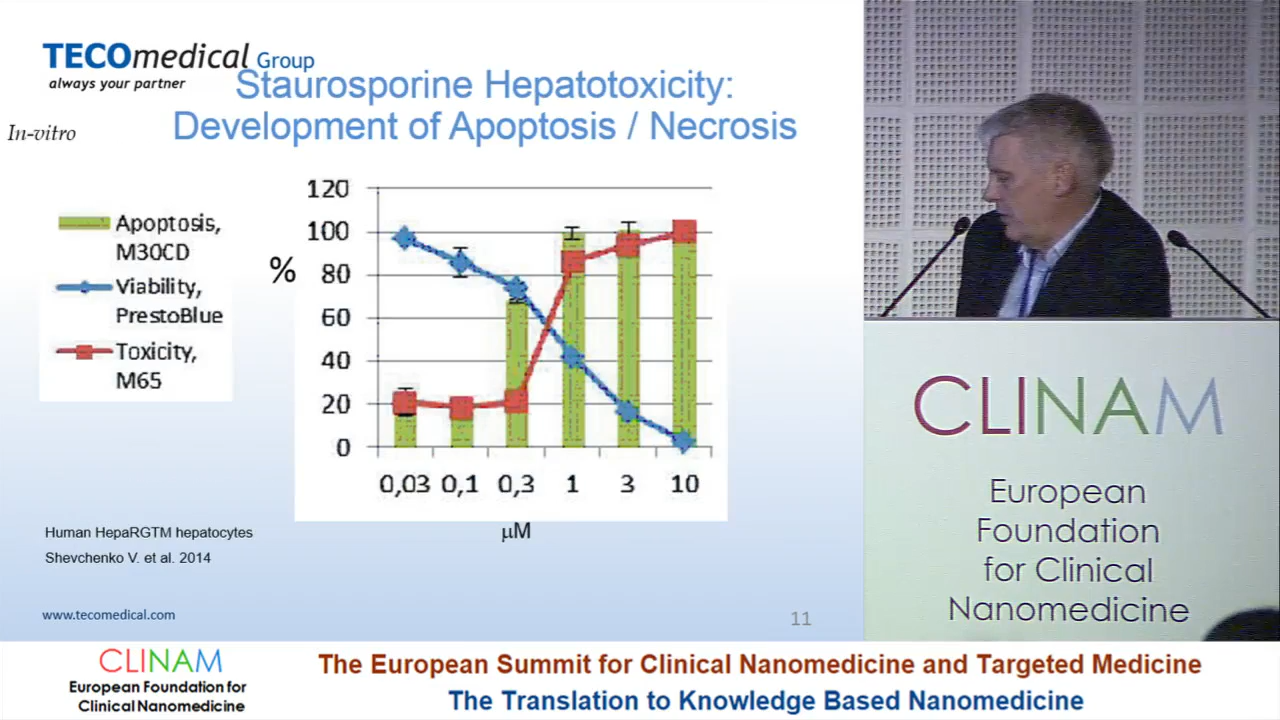 TECOmedical Group
always your partner
Staurosporine Hepatotoxicity:
Development of Apoptosis / Necrosis
In-vitro
Apoptosis,
M30CD
Viability,
PrestoBlue
Toxicity,
M65
%
120
100
80
60
40
20
0
0,03 0,1 0,3 1 3 10
µM
Human HepaRGTM hepatocytes
Shevchenko V. et al. 2014
www.tecomedical.com
11
CLINAM
European
Foundation
for Clinical
Nanomedicine
CLINAM
European Foundation for
Clinical Nanomedicine
The European Summit for Clinical Nanomedicine and Targeted Medicine
The Translation to Knowledge Based Nanomedicine